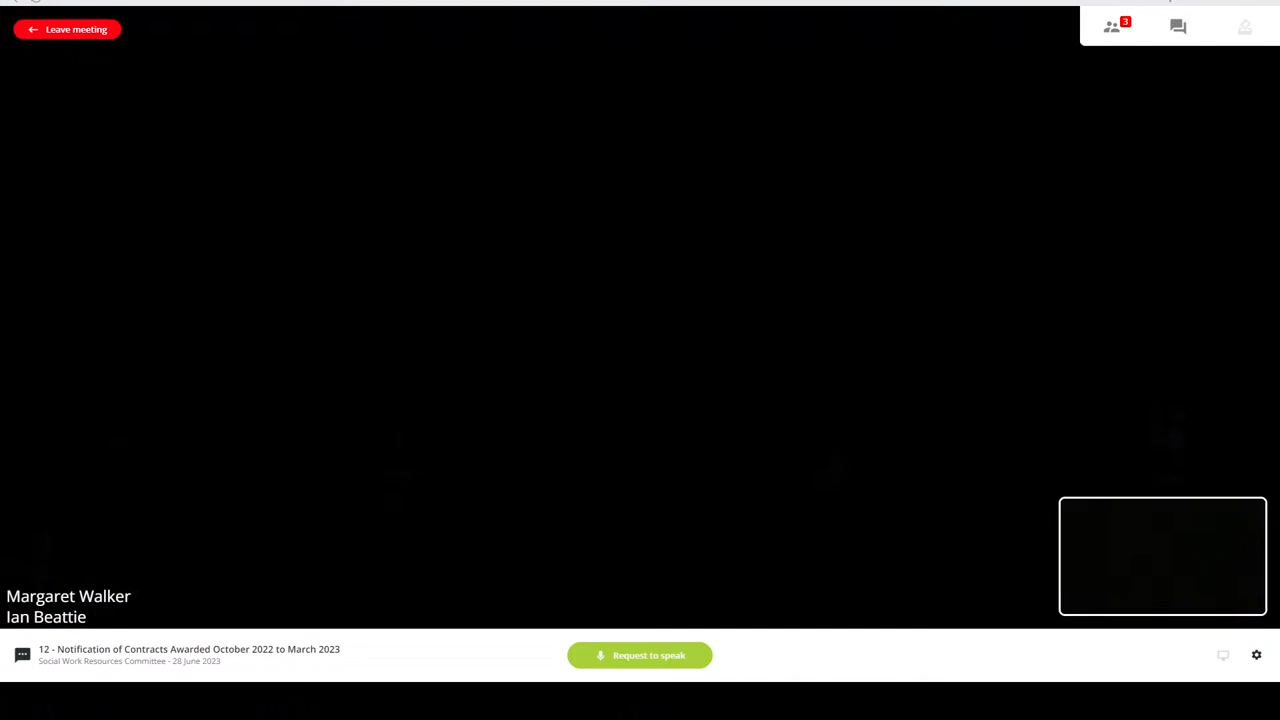 Leave meeting
3
Margaret Walker
Ian Beattie
12 - Notification of Contracts Awarded October 2022 to March 2023
Social Work Resources Committee - 28 June 2023
Request to speak